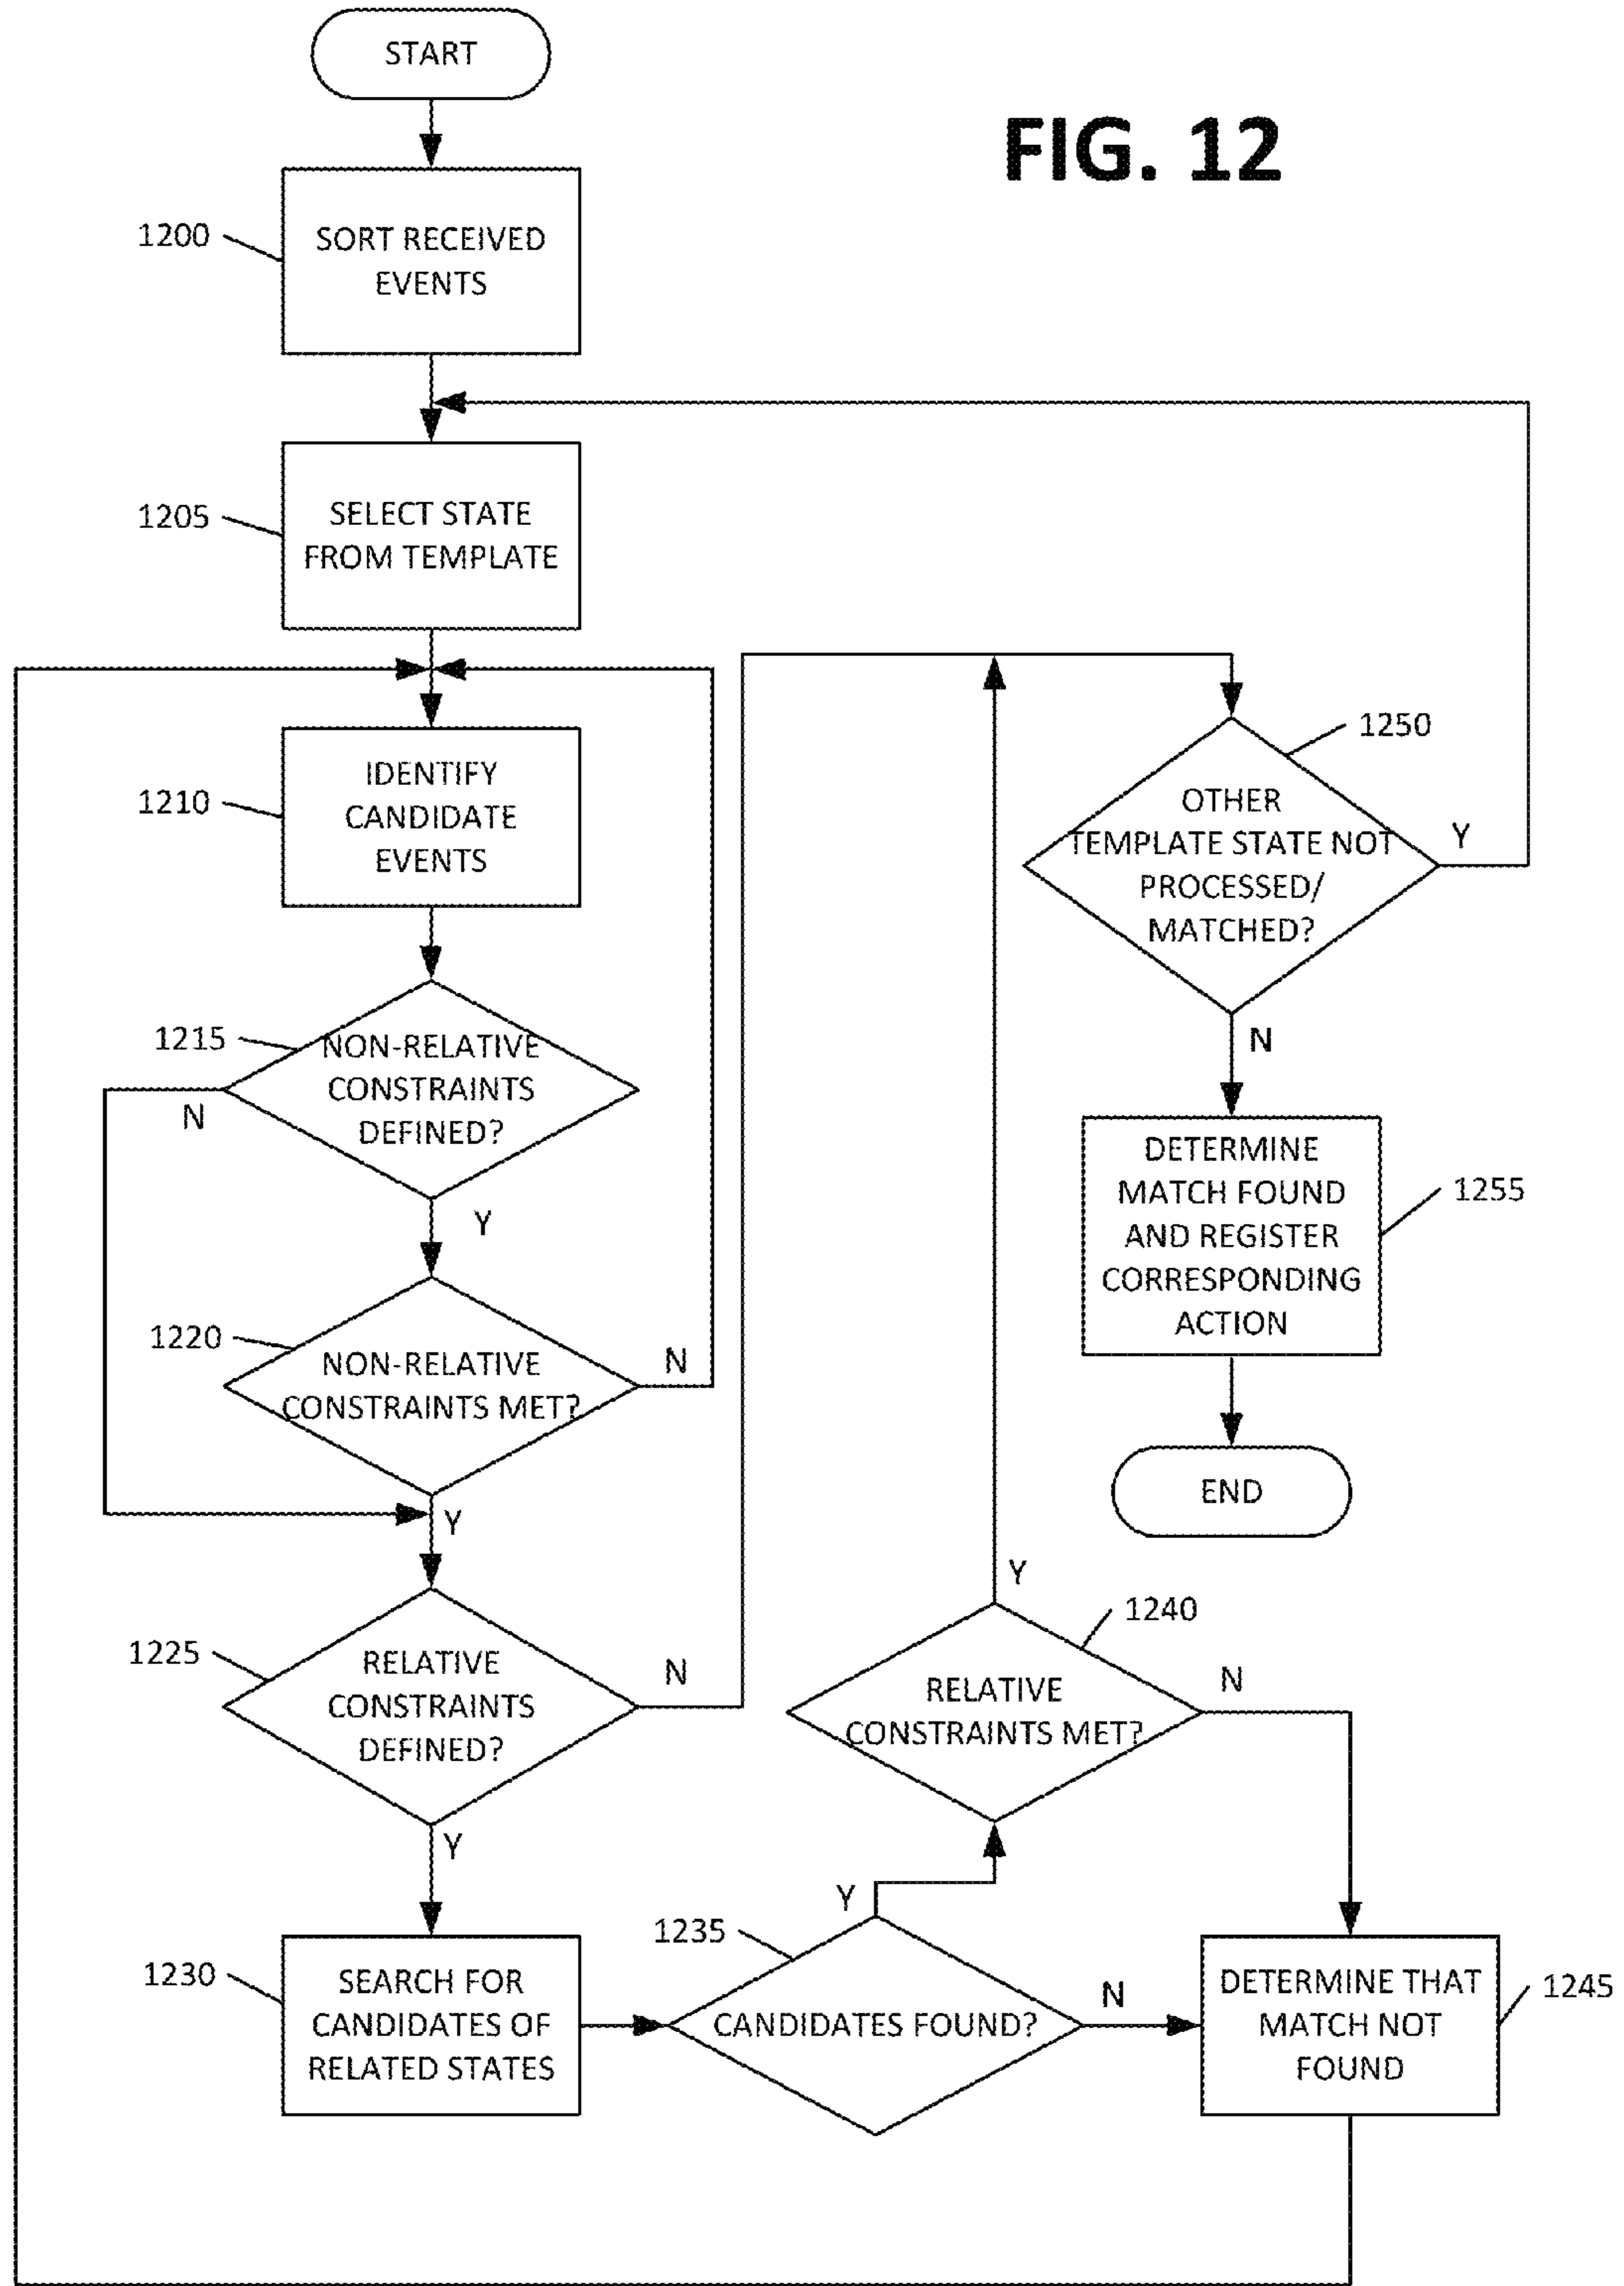 START
FIG. 12
1200
SORT RECEIVED
EVENTS
1205
SELECT STATE
FROM TEMPLATE
1210
IDENTIFY
CANDIDATE
EVENTS
1215
NON-RELATIVE
CONSTRAINTS
DEFINED?
N
Y
1220
NON-RELATIVE
CONSTRAINTS MET?
N
Y
1225
RELATIVE
CONSTRAINTS
DEFINED?
N
Y
1230
SEARCH FOR
CANDIDATES OF
RELATED STATES
1235
CANDIDATES FOUND?
Y
N
1240
RELATIVE
CONSTRAINTS MET?
Y
N
1245
DETERMINE THAT
MATCH NOT
FOUND
1250
OTHER
TEMPLATE STATE NOT
PROCESSED/
MATCHED?
Y
N
1255
DETERMINE
MATCH FOUND
AND REGISTER
CORRESPONDING
ACTION
END